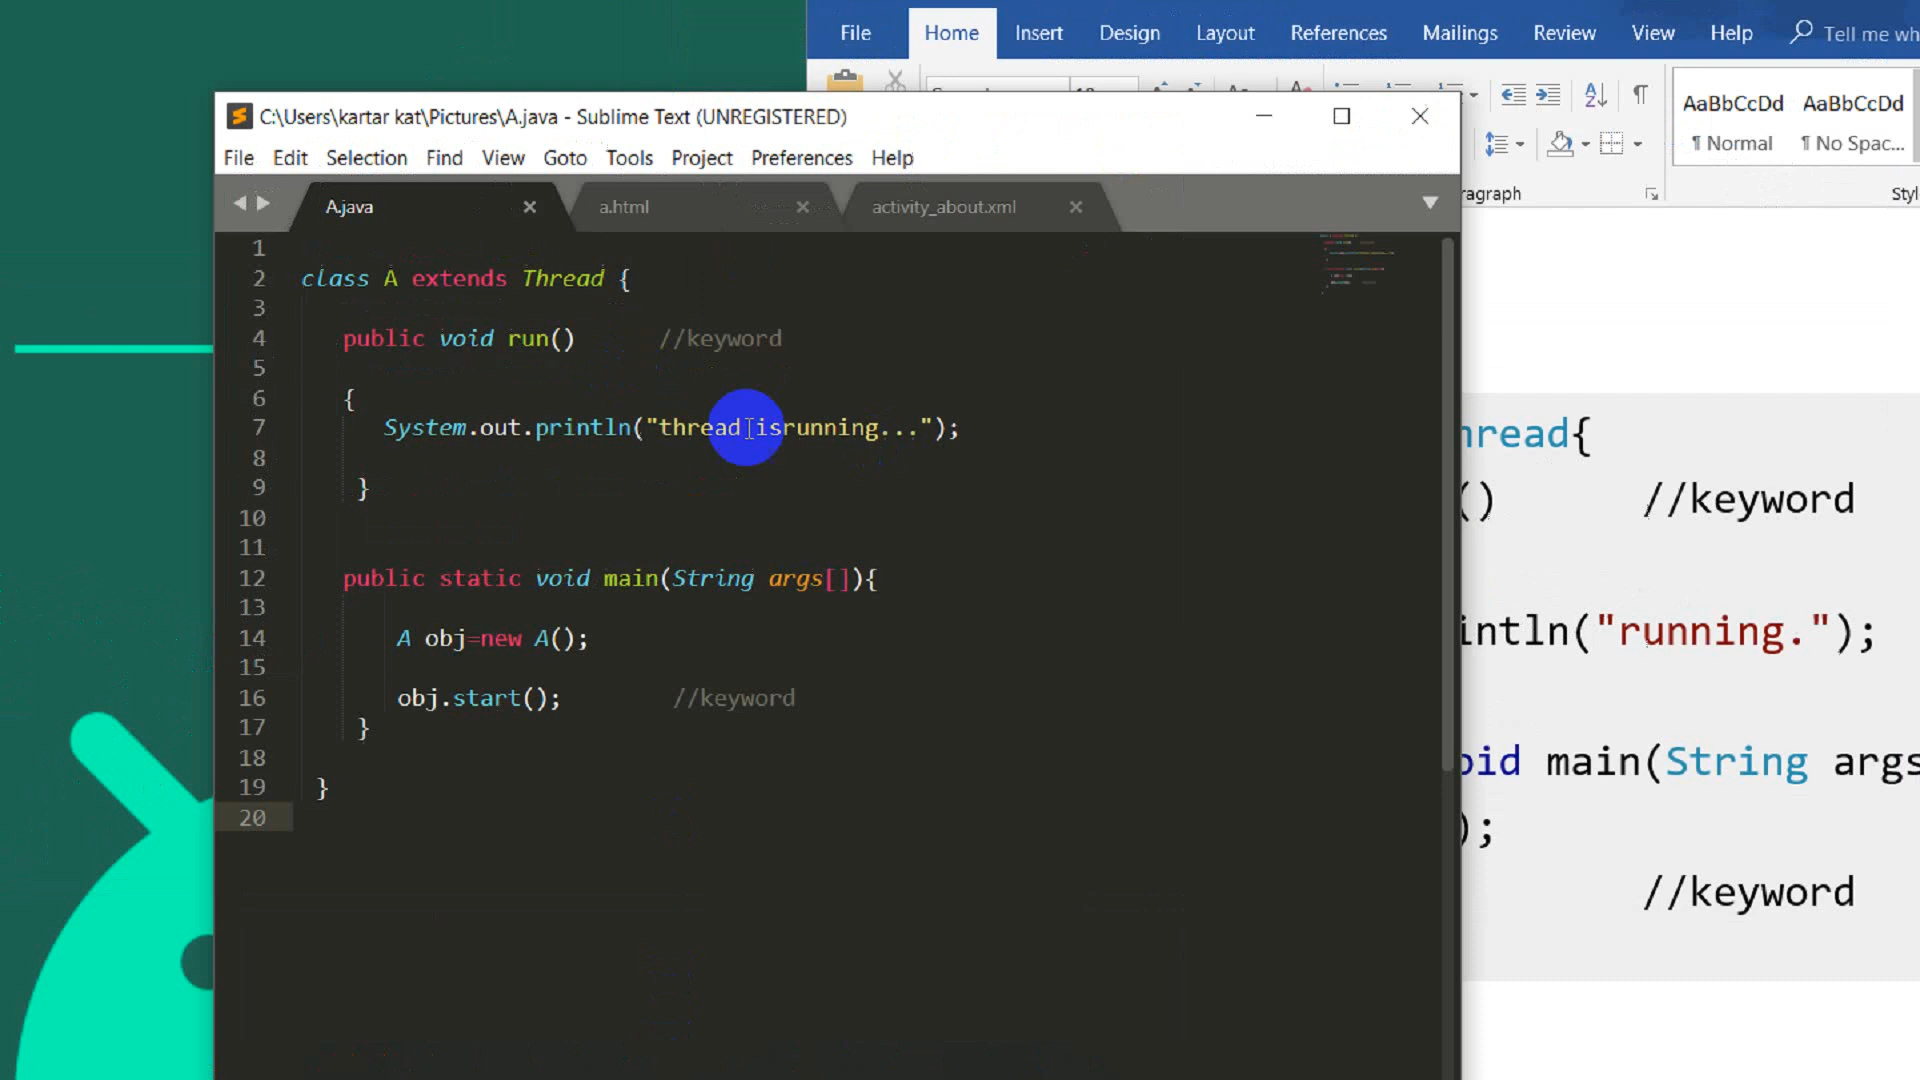 File Home Insert Design Layout References Mailings Review View Help Tell me wh
C:\Users\kartar kat\Pictures\A.java - Sublime Text (UNREGISTERED)
File Edit Selection Find View Goto Tools Project Preferences Help
AaBbCcDd AaBbCcDd
¶ Normal ¶ No Spac...
ragraph Styl
A.java a.html activity_about.xml
1
2 class A extends Thread {
3
4 public void run() //keyword
5
6 {
7 System.out.println("thread isrunning...");
8
9 }
10
11
12 public static void main(String args[]){
13
14 A obj=new A();
15
16 obj.start(); //keyword
17 }
18
19 }
20
hread{
() //keyword
intln("running.");
oid main(String args
);
//keyword